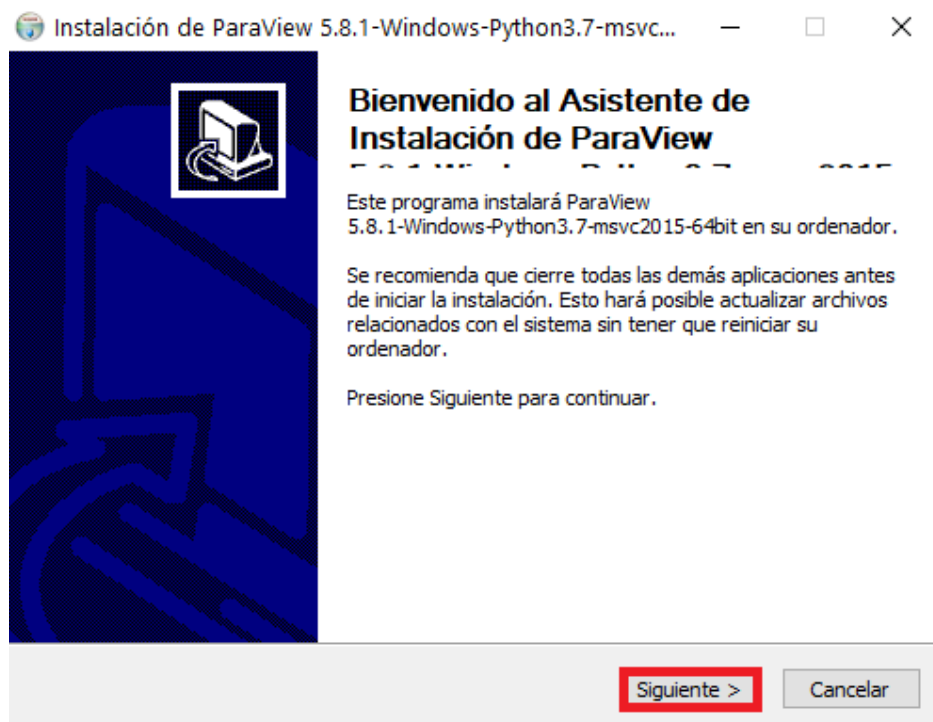 Instalación de ParaView 5.8.1-Windows-Python3.7-msvc...
Bienvenido al Asistente de
Instalación de ParaView
Este programa instalará ParaView
5.8.1-Windows-Python3.7-msvc2015-64bit en su ordenador.
Se recomienda que cierre todas las demás aplicaciones antes
de iniciar la instalación. Esto hará posible actualizar archivos
relacionados con el sistema sin tener que reiniciar su
ordenador.
Presione Siguiente para continuar.
Siguiente >
Cancelar